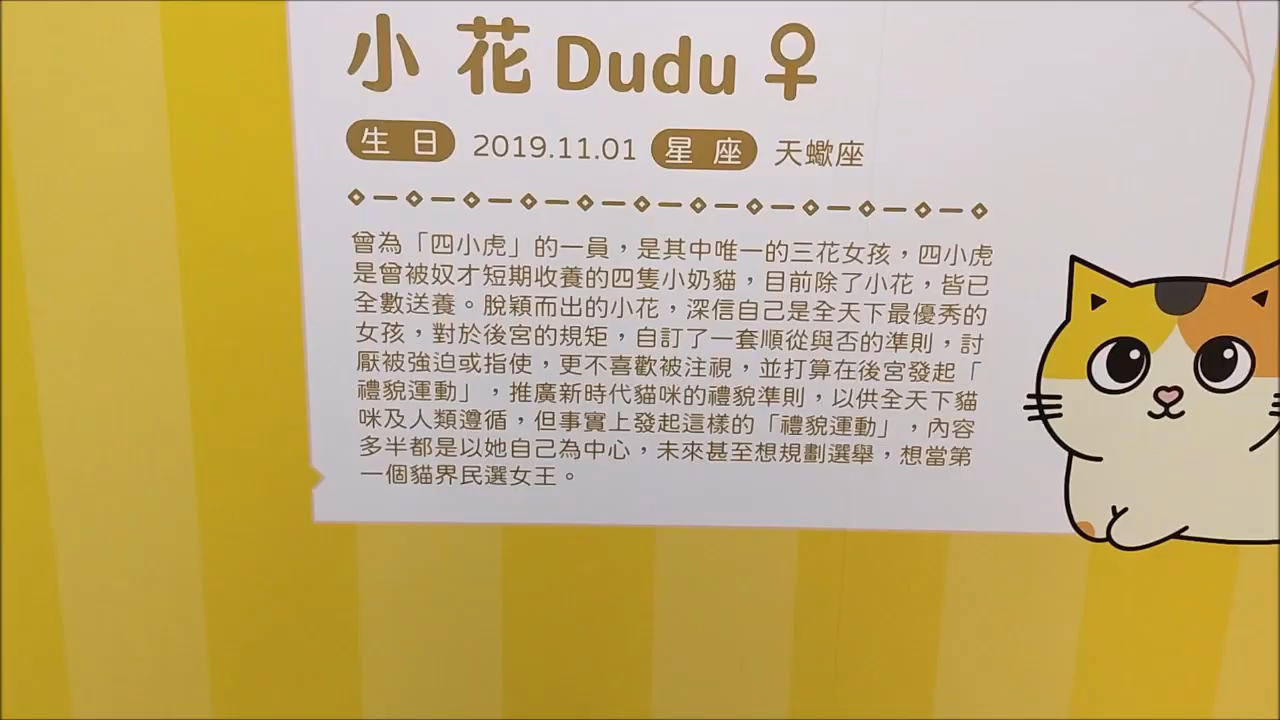 小花Dudu♀
生日 2019.11.01 星座 天蠍座
曾為「四小虎」的一員，是其中唯一的三花女孩，四小虎
是曾被奴才短期收養的四隻小奶貓，目前除了小花，皆已
全數送養。脫穎而出的小花，深信自己是全天下最優秀的
女孩，對於後宮的規矩，自訂了一套順從與否的準則，討
厭被強迫或指使，更不喜歡被注視，並打算在後宮發起「
禮貌運動」，推廣新時代貓咪的禮貌準則，以供全天下貓
咪及人類遵循，但事實上發起這樣的「禮貌運動」，內容
多半都是以她自己為中心，未來甚至想規劃選舉，想當第
一個貓界民選女王。